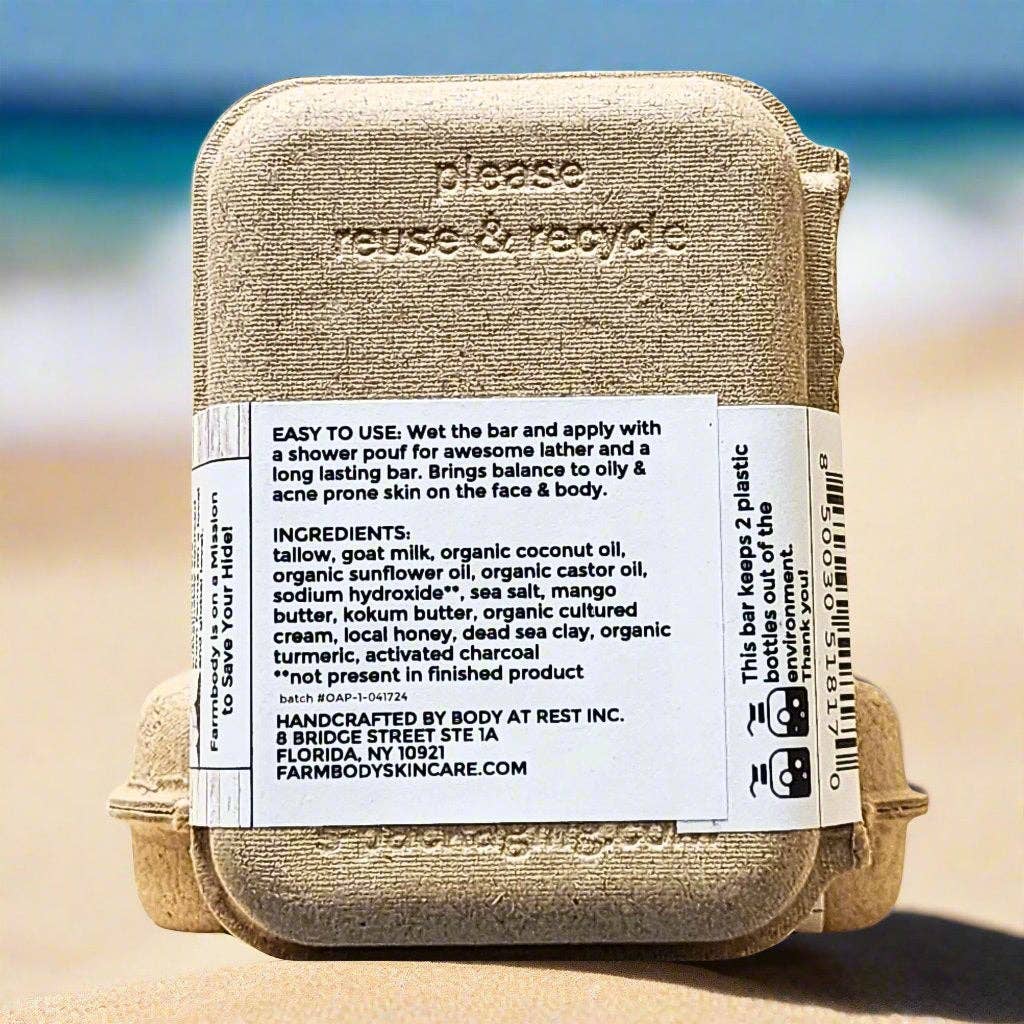 please
reuse & recycle
EASY TO USE: Wet the bar and apply with
a shower pouf for awesome lather and a
long lasting bar. Brings balance to oily &
acne prone skin on the face & body.
INGREDIENTS:
tallow, goat milk, organic coconut oil,
organic sunflower oil, organic castor oil,
sodium hydroxide**, sea salt, mango
butter, kokum butter, organic cultured
cream, local honey, dead sea clay, organic
turmeric, activated charcoal
**not present in finished product
batch #OAP-1-041724
HANDCRAFTED BY BODY AT REST INC.
8 BRIDGE STREET STE 1A
FLORIDA, NY 10921
FARMBODYSKINCARE.COM
Farmbody is on a Mission
to Save Your Hide!
This bar keeps 2 plastic
bottles out of the
environment.
Thank you!
8 50030 51817 0